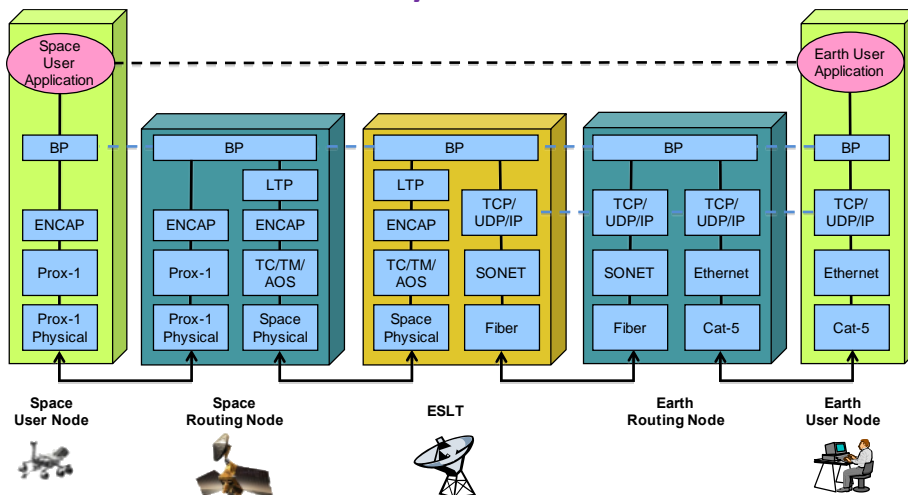 Space
User
Application
Earth User
Application
BP
BP
BP
BP
BP
LTP
LTP
TCP/
UDP/IP
TCP/
UDP/IP
TCP/
UDP/IP
TCP/
UDP/IP
ENCAP
ENCAP
ENCAP
ENCAP
Prox-1
Prox-1
TC/TM/
AOS
TC/TM/
AOS
SONET
SONET
Ethernet
Ethernet
Prox-1
Physical
Prox-1
Physical
Space
Physical
Space
Physical
Fiber
Fiber
Cat-5
Cat-5
Space
User Node
Space
Routing Node
ESLT
Earth
Routing Node
Earth
User Node